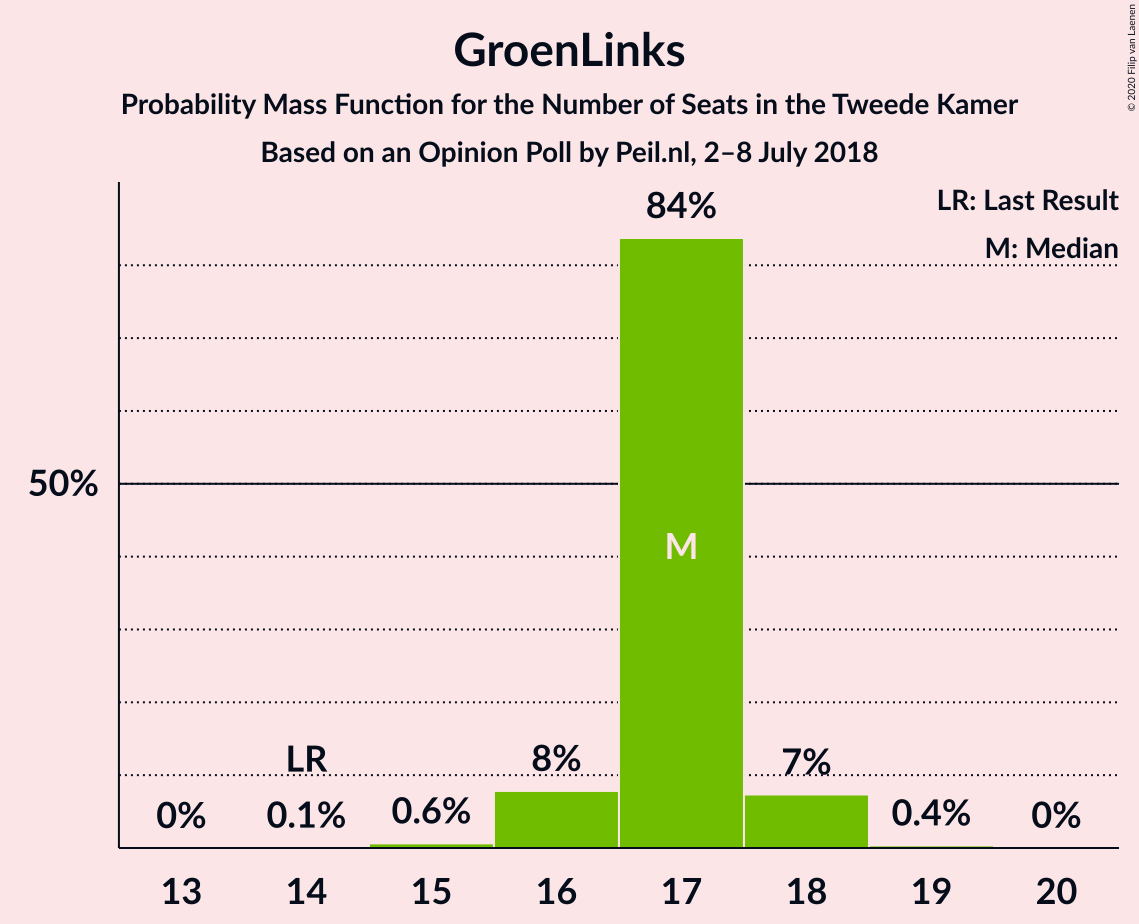 GroenLinks
Probability Mass Function for the Number of Seats in the Tweede Kamer
Based on an Opinion Poll by Peil.nl, 2–8 July 2018
© 2020 Filip van Laenen
LR: Last Result
M: Median
84%
50%
M
LR
8%
7%
0%
0.1%
0.6%
0.4%
0%
13 14 15 16 17 18 19 20